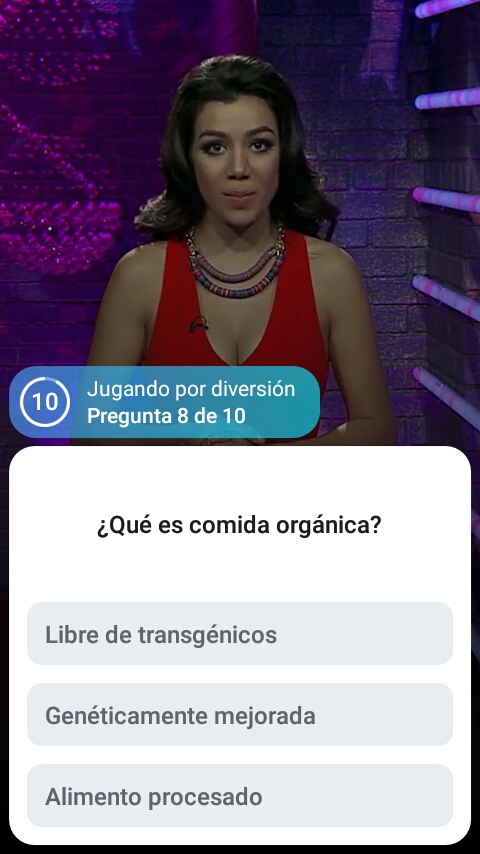 10
Jugando por diversión
Pregunta 8 de 10
¿Qué es comida orgánica?
Libre de transgénicos
Genéticamente mejorada
Alimento procesado